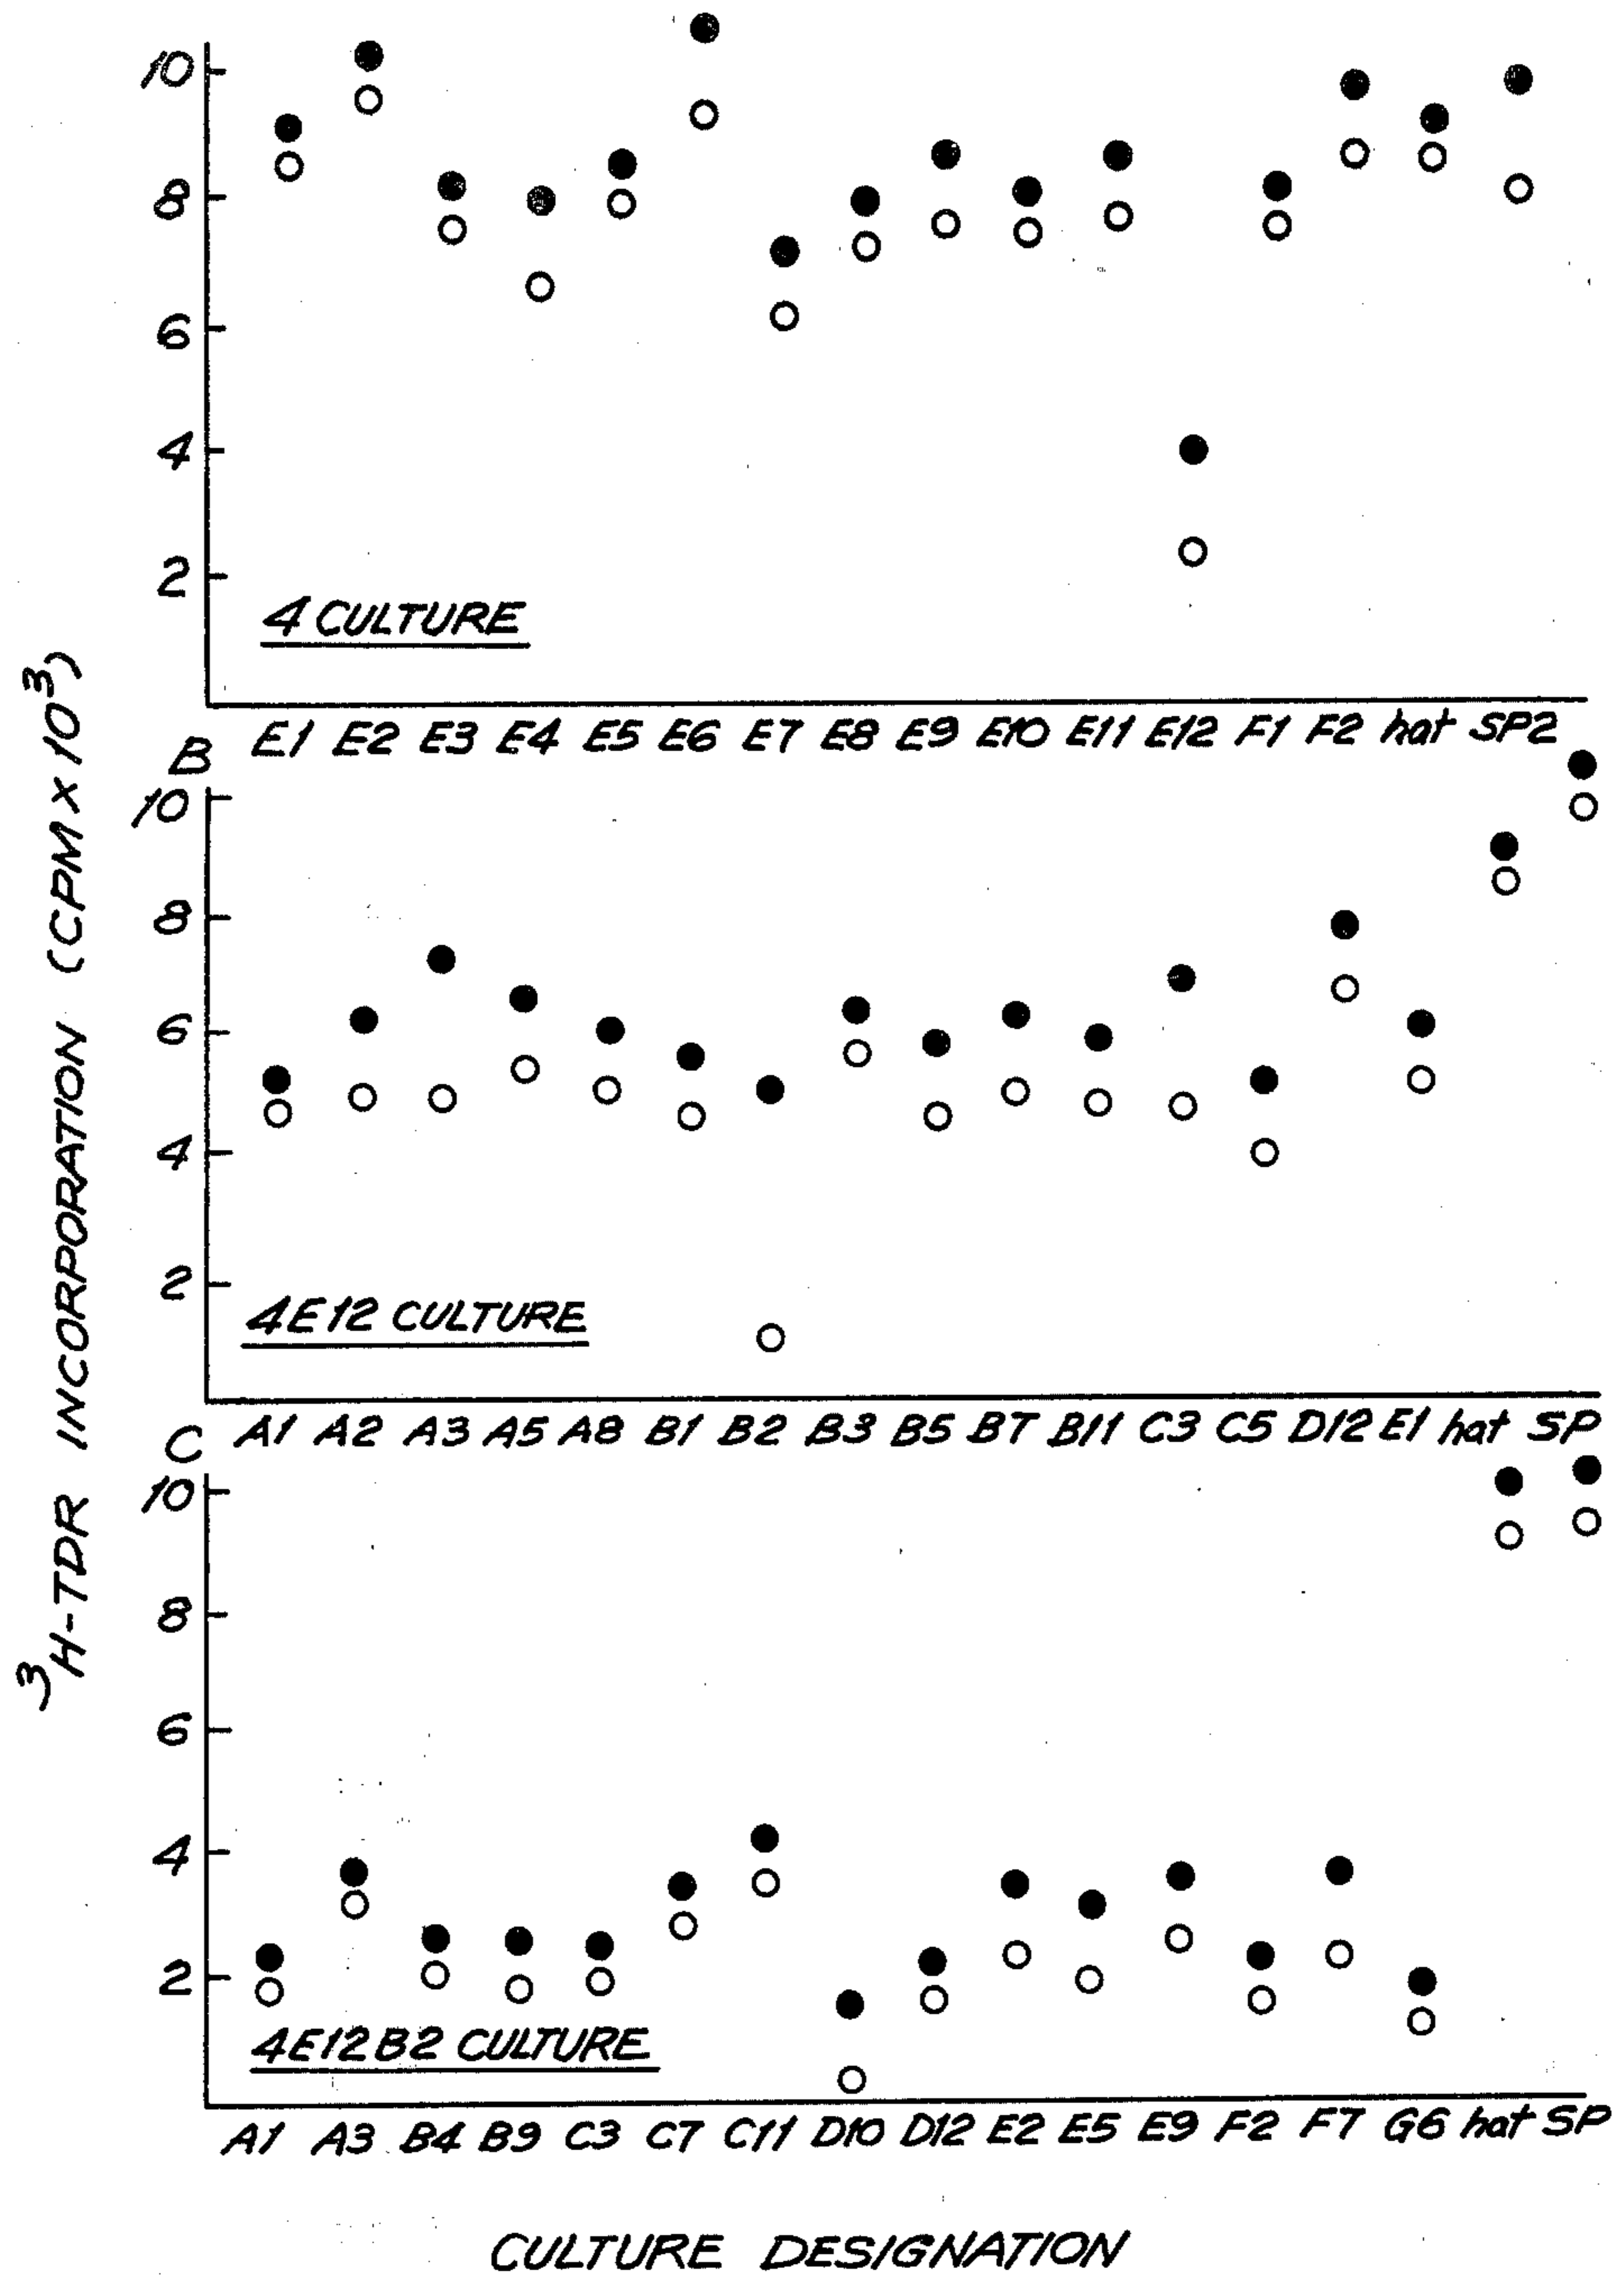 10
8
6
4
2
4 CULTURE
E1 E2 E3 E4 E5 E6 E7 E8 E9 E10 E11 E12 F1 F2 hat SP2
B
10
8
6
4
2
4E12 CULTURE
A1 A2 A3 A5 A8 B1 B2 B3 B5 B7 B11 C3 C5 D12 E1 hat SP
C
10
8
6
4
2
4E12B2 CULTURE
A1 A3 B4 B9 C3 C7 C11 D10 D12 E2 E5 E9 F2 F7 G6 hat SP
³H-TDR INCORPORATION (CPM x 10³)
CULTURE DESIGNATION